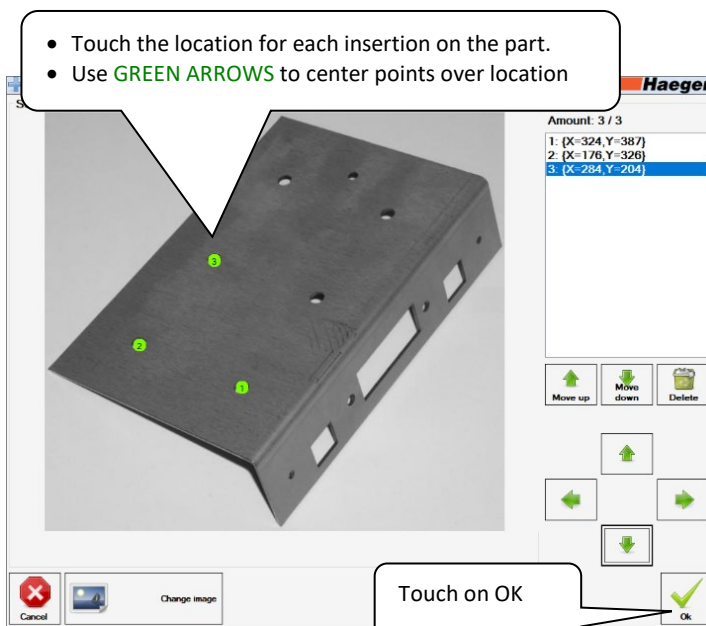 • Touch the location for each insertion on the part.
• Use GREEN ARROWS to center points over location
Haeger
S
Amount: 3 / 3
1: {X=324,Y=387}
2: {X=176,Y=326}
3: {X=284,Y=204}
3
2
1
Move up
Move down
Delete
Cancel
Change image
Touch on OK
Ok